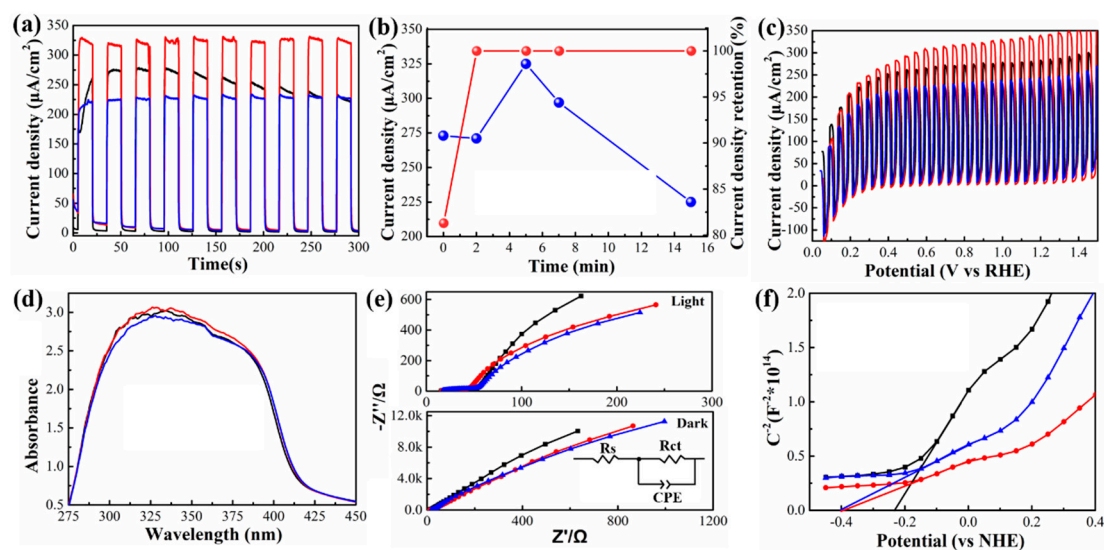 (a)
Current density (μA/cm²)
350
300
250
200
150
100
50
0
0 50 100 150 200 250 300
Time(s)
(b)
Current density (μA/cm²)
350
325
300
275
250
225
200
0 2 4 6 8 10 12 14 16
Time (min)
100
95
90
85
80
Current density rctention (%)
(c)
Current density (μA/cm²)
350
300
250
200
150
100
50
0
-50
-100
0.0 0.2 0.4 0.6 0.8 1.0 1.2 1.4
Potential (V vs RHE)
(d)
Absorbance
3.0
2.5
2.0
1.5
1.0
0.5
275 300 325 350 375 400 425 450
Wavelength (nm)
(e)
-Z''/Ω
600
400
200
0
Light
0 100 200 300
12.0k
9.0k
6.0k
3.0k
0.0
Dark
Rs
Rct
CPE
0 400 800 1200
Z'/Ω
(f)
C⁻²(F⁻²*10¹⁴)
2.0
1.5
1.0
0.5
0.0
-0.4 -0.2 0.0 0.2 0.4
Potential (vs NHE)